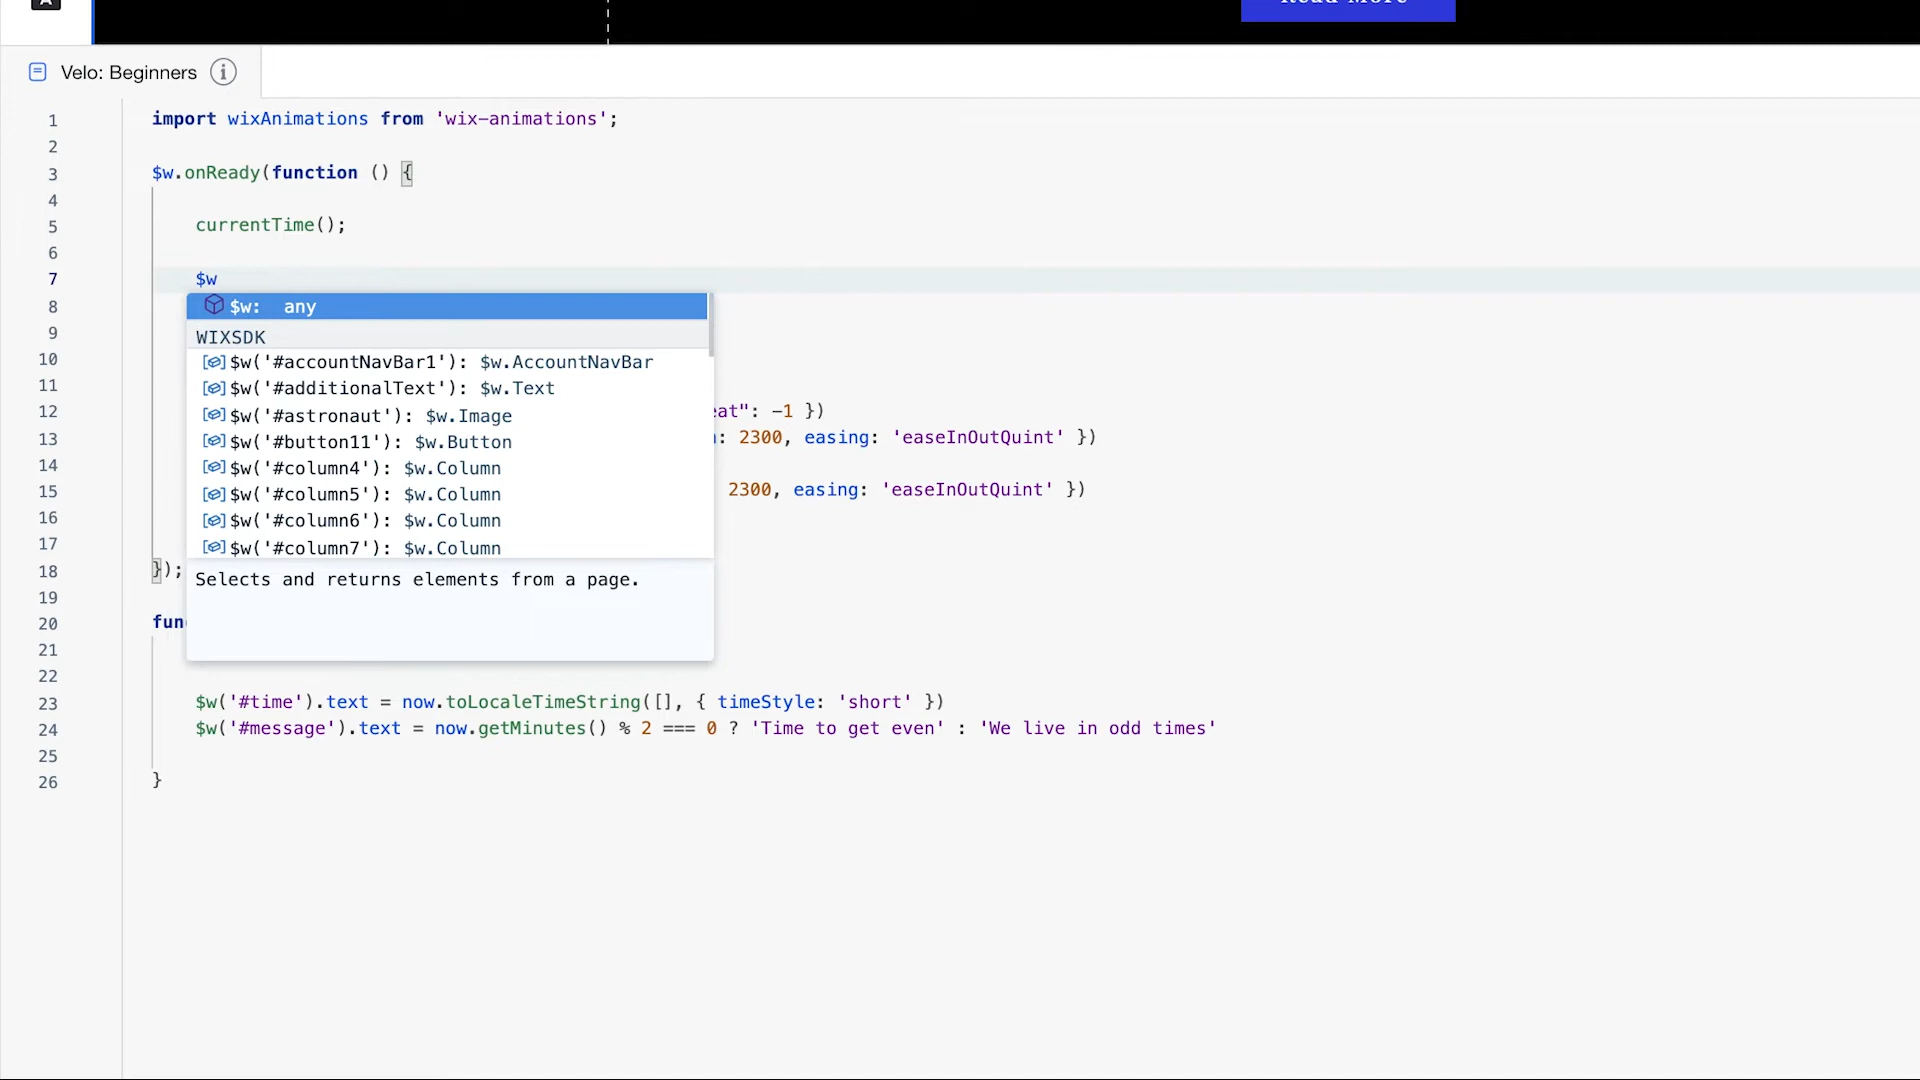 A
Read More
Velo: Beginners i
1 import wixAnimations from 'wix-animations';
2
3 $w.onReady(function () {
4
5 currentTime();
6
7 $w
8 $w: any
WIXSDK
9
10 $w('#accountNavBar1'): $w.AccountNavBar
11 $w('#additionalText'): $w.Text
12 $w('#astronaut'): $w.Image eat": -1 })
13 $w('#button11'): $w.Button : 2300, easing: 'easeInOutQuint' })
14 $w('#column4'): $w.Column
15 $w('#column5'): $w.Column 2300, easing: 'easeInOutQuint' })
16 $w('#column6'): $w.Column
17 $w('#column7'): $w.Column
18 }); Selects and returns elements from a page.
19
20 fun
21
22
23 $w('#time').text = now.toLocaleTimeString([], { timeStyle: 'short' })
24 $w('#message').text = now.getMinutes() % 2 === 0 ? 'Time to get even' : 'We live in odd times'
25
26 }